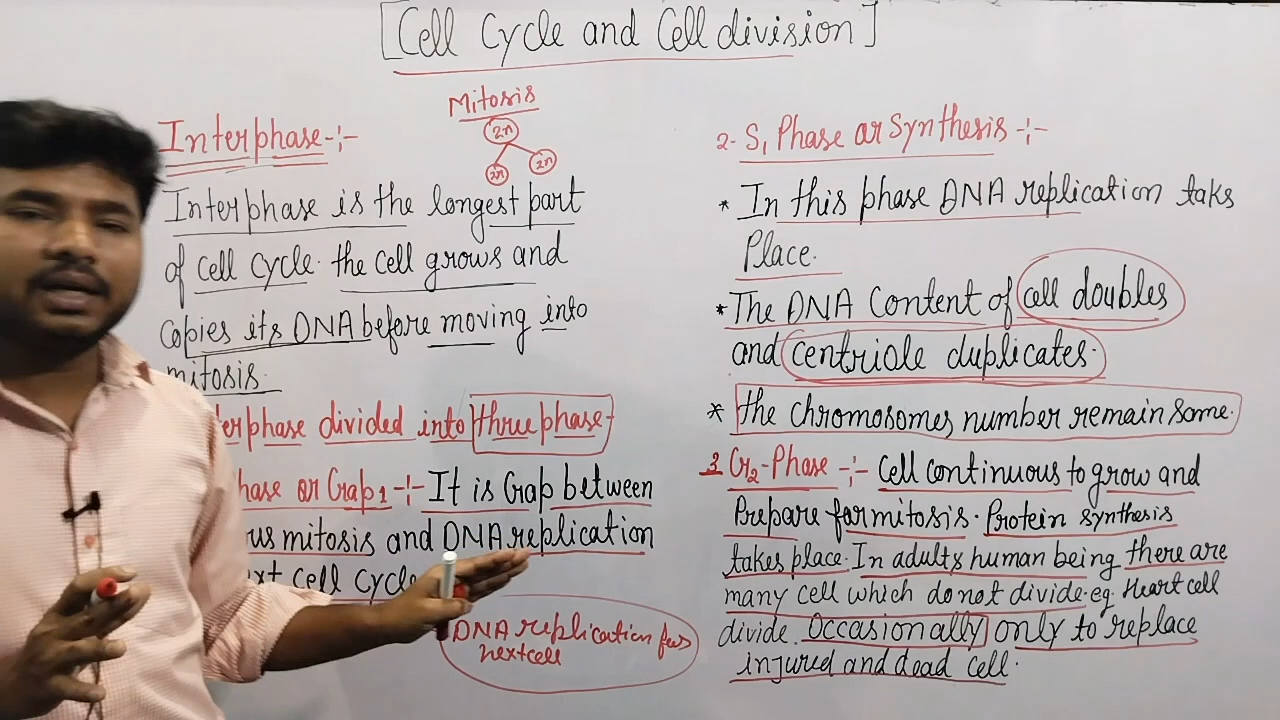 [Cell Cycle and Cell division]
Mitosis
2n
2n 2n
Interphase-:-
Interphase is the longest part
of cell cycle. the cell grows and
copies its DNA before moving into
mitosis.
erphase divided into three phase-
hase or Gap1-:- It is Gap between
us mitosis and DNA replication
xt cell cycle
DNA replication
next cell
2- S1 Phase or Synthesis -:-
* In this phase DNA replication taks
Place.
* The DNA Content of cell doubles
and centriole duplicates.
* the chromosomes number remain some.
3 G2-Phase -:- Cell continuous to grow and
Prepare for mitosis. Protein synthesis
takes place. In adults human being there are
many cell which do not divide. eg. Heart cell
divide. Occasionally only to replace
injured and dead cell.